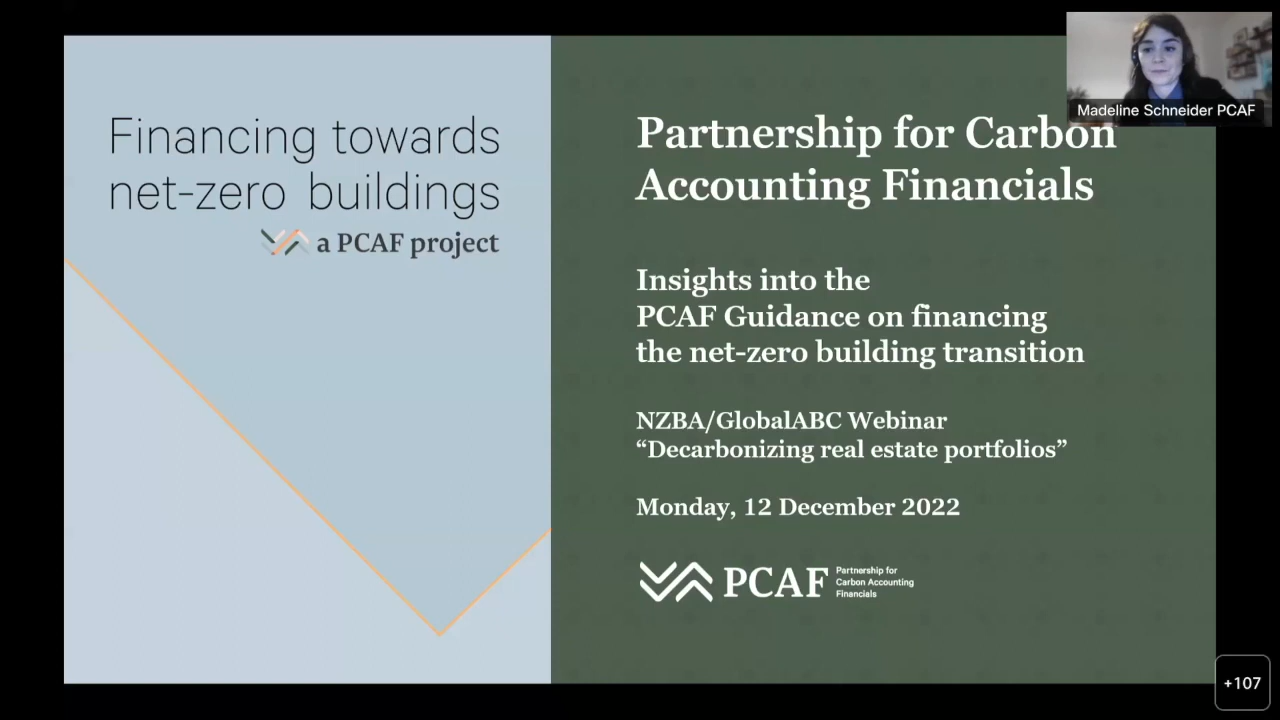 Financing towards
net-zero buildings
a PCAF project
Partnership for Carbon
Accounting Financials
Insights into the
PCAF Guidance on financing
the net-zero building transition
NZBA/GlobalABC Webinar
“Decarbonizing real estate portfolios”
Monday, 12 December 2022
PCAF
Partnership for
Carbon Accounting
Financials
Madeline Schneider PCAF
+107